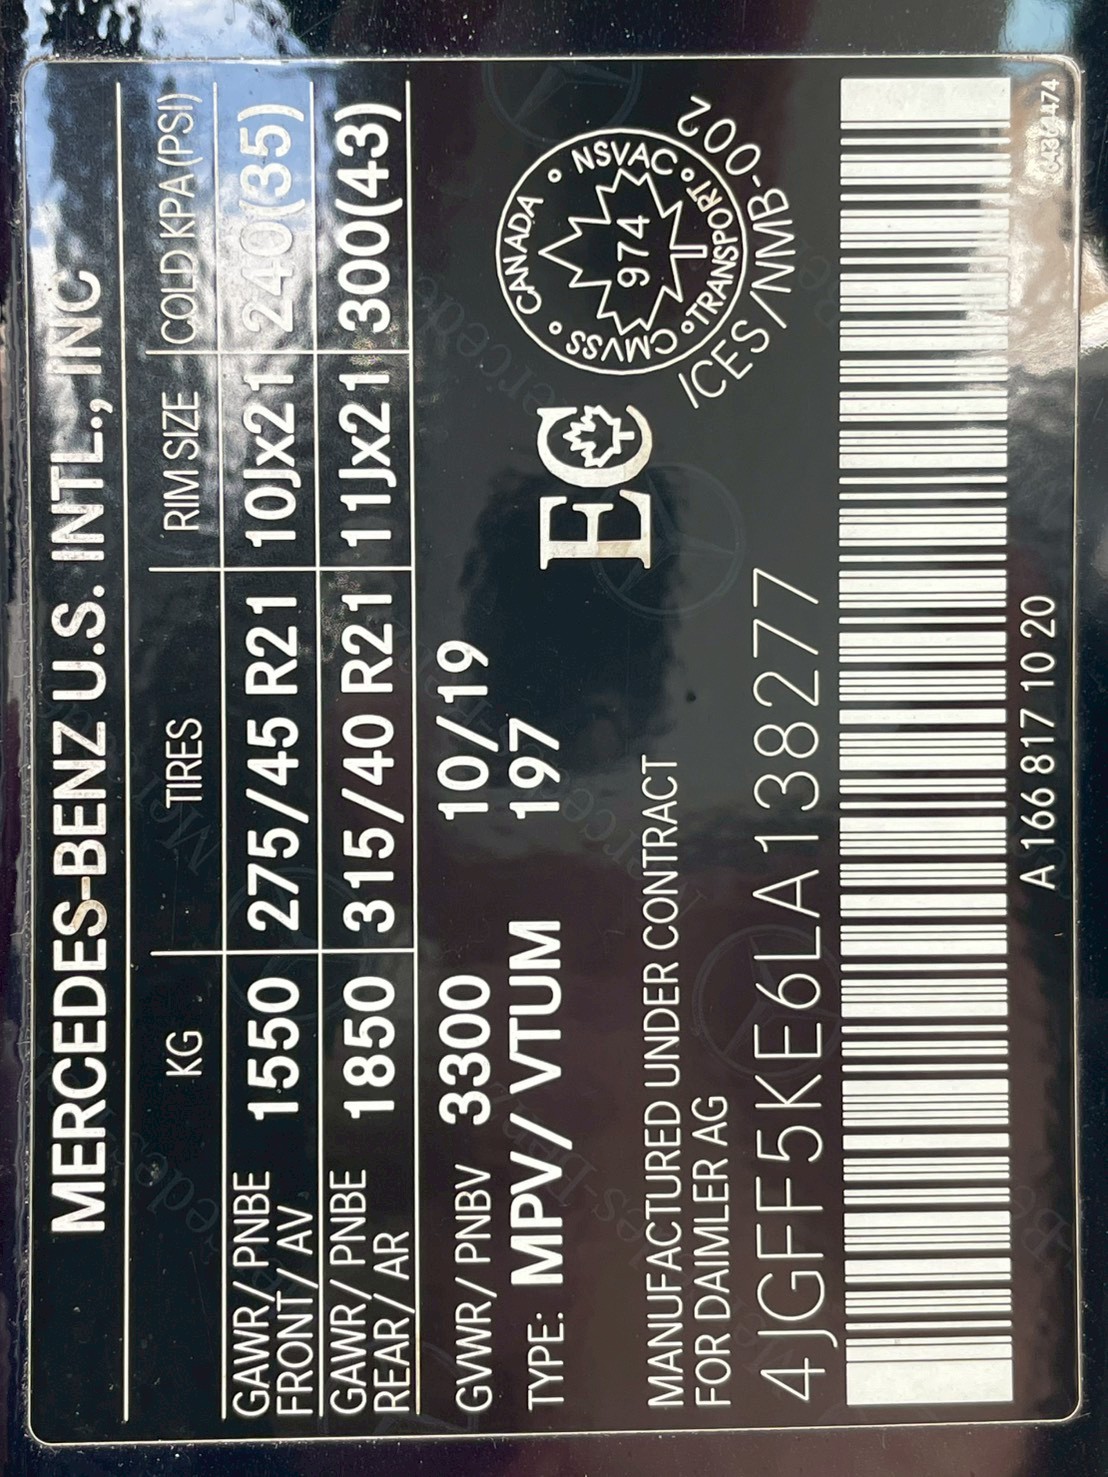 MERCEDES-BENZ U.S. INTL., INC
KG TIRES RIM SIZE COLD KPA (PSI)
GAWR/ PNBE 1550 275/45 R21 10Jx21 240(35)
FRONT/ AV
GAWR/ PNBE 1850 315/40 R21 11Jx21 300(43)
REAR/ AR
GVWR/ PNBV 3300 10/19
TYPE: MPV/ VTUM 197
EC
CANADA • NSVAC • TRANSPORT • CMVSS
974
ICES/NMB-002
MANUFACTURED UNDER CONTRACT
FOR DAIMLER AG
4JGFF5KE6LA138277
A 166 817 10 20